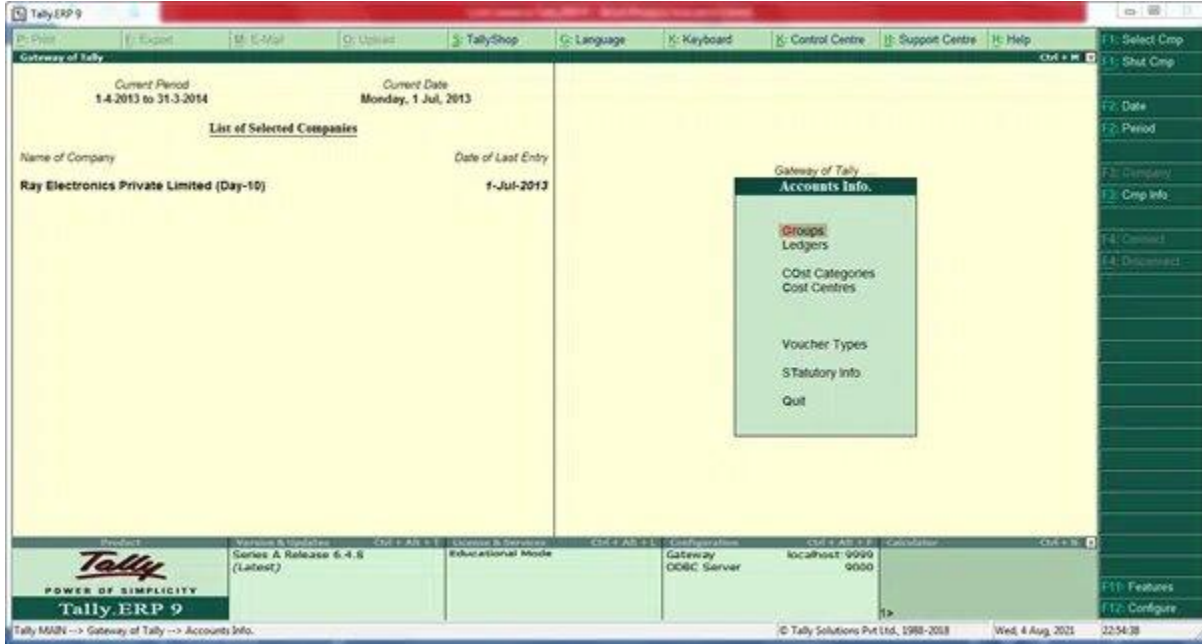 Tally.ERP 9
P: Print E: Export M: E-Mail O: Upload S: TallyShop G: Language K: Keyboard K: Control Centre H: Support Centre H: Help
F1: Select Cmp
Gateway of Tally Ctrl + M
F1: Shut Cmp
Current Period Current Date
1-4-2013 to 31-3-2014 Monday, 1 Jul, 2013
F2: Date
List of Selected Companies
F2: Period
Name of Company Date of Last Entry
Gateway of Tally ...
F3: Company
Ray Electronics Private Limited (Day-10) 1-Jul-2013
Accounts Info.
F3: Cmp Info
Groups
Ledgers
F4: Connect
F4: Disconnect
COst Categories
Cost Centres
Voucher Types
STatutory Info
Quit
Product Version & Updates Ctrl + Alt + T License & Services Ctrl + Alt + L Configuration Ctrl + Alt + F Calculator Ctrl + N
Tally
POWER OF SIMPLICITY
Tally.ERP 9
Series A Release 6.4.8
(Latest)
Educational Mode
Gateway localhost:9999
ODBC Server 9000
1>
F11: Features
F12: Configure
Tally MAIN --> Gateway of Tally --> Accounts Info. © Tally Solutions Pvt Ltd., 1988-2018 Wed, 4 Aug, 2021 22:54:38